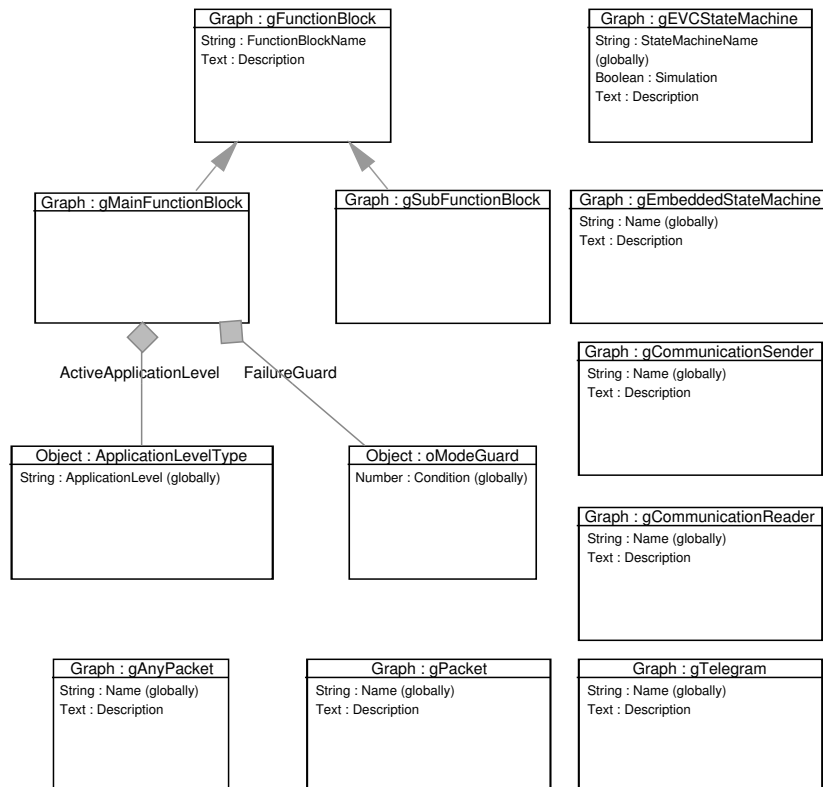 Graph : gFunctionBlock
String : FunctionBlockName
Text : Description
Graph : gEVCStateMachine
String : StateMachineName
(globally)
Boolean : Simulation
Text : Description
Graph : gMainFunctionBlock
Graph : gSubFunctionBlock
Graph : gEmbeddedStateMachine
String : Name (globally)
Text : Description
ActiveApplicationLevel
FailureGuard
Graph : gCommunicationSender
String : Name (globally)
Text : Description
Object : ApplicationLevelType
String : ApplicationLevel (globally)
Object : oModeGuard
Number : Condition (globally)
Graph : gCommunicationReader
String : Name (globally)
Text : Description
Graph : gAnyPacket
String : Name (globally)
Text : Description
Graph : gPacket
String : Name (globally)
Text : Description
Graph : gTelegram
String : Name (globally)
Text : Description